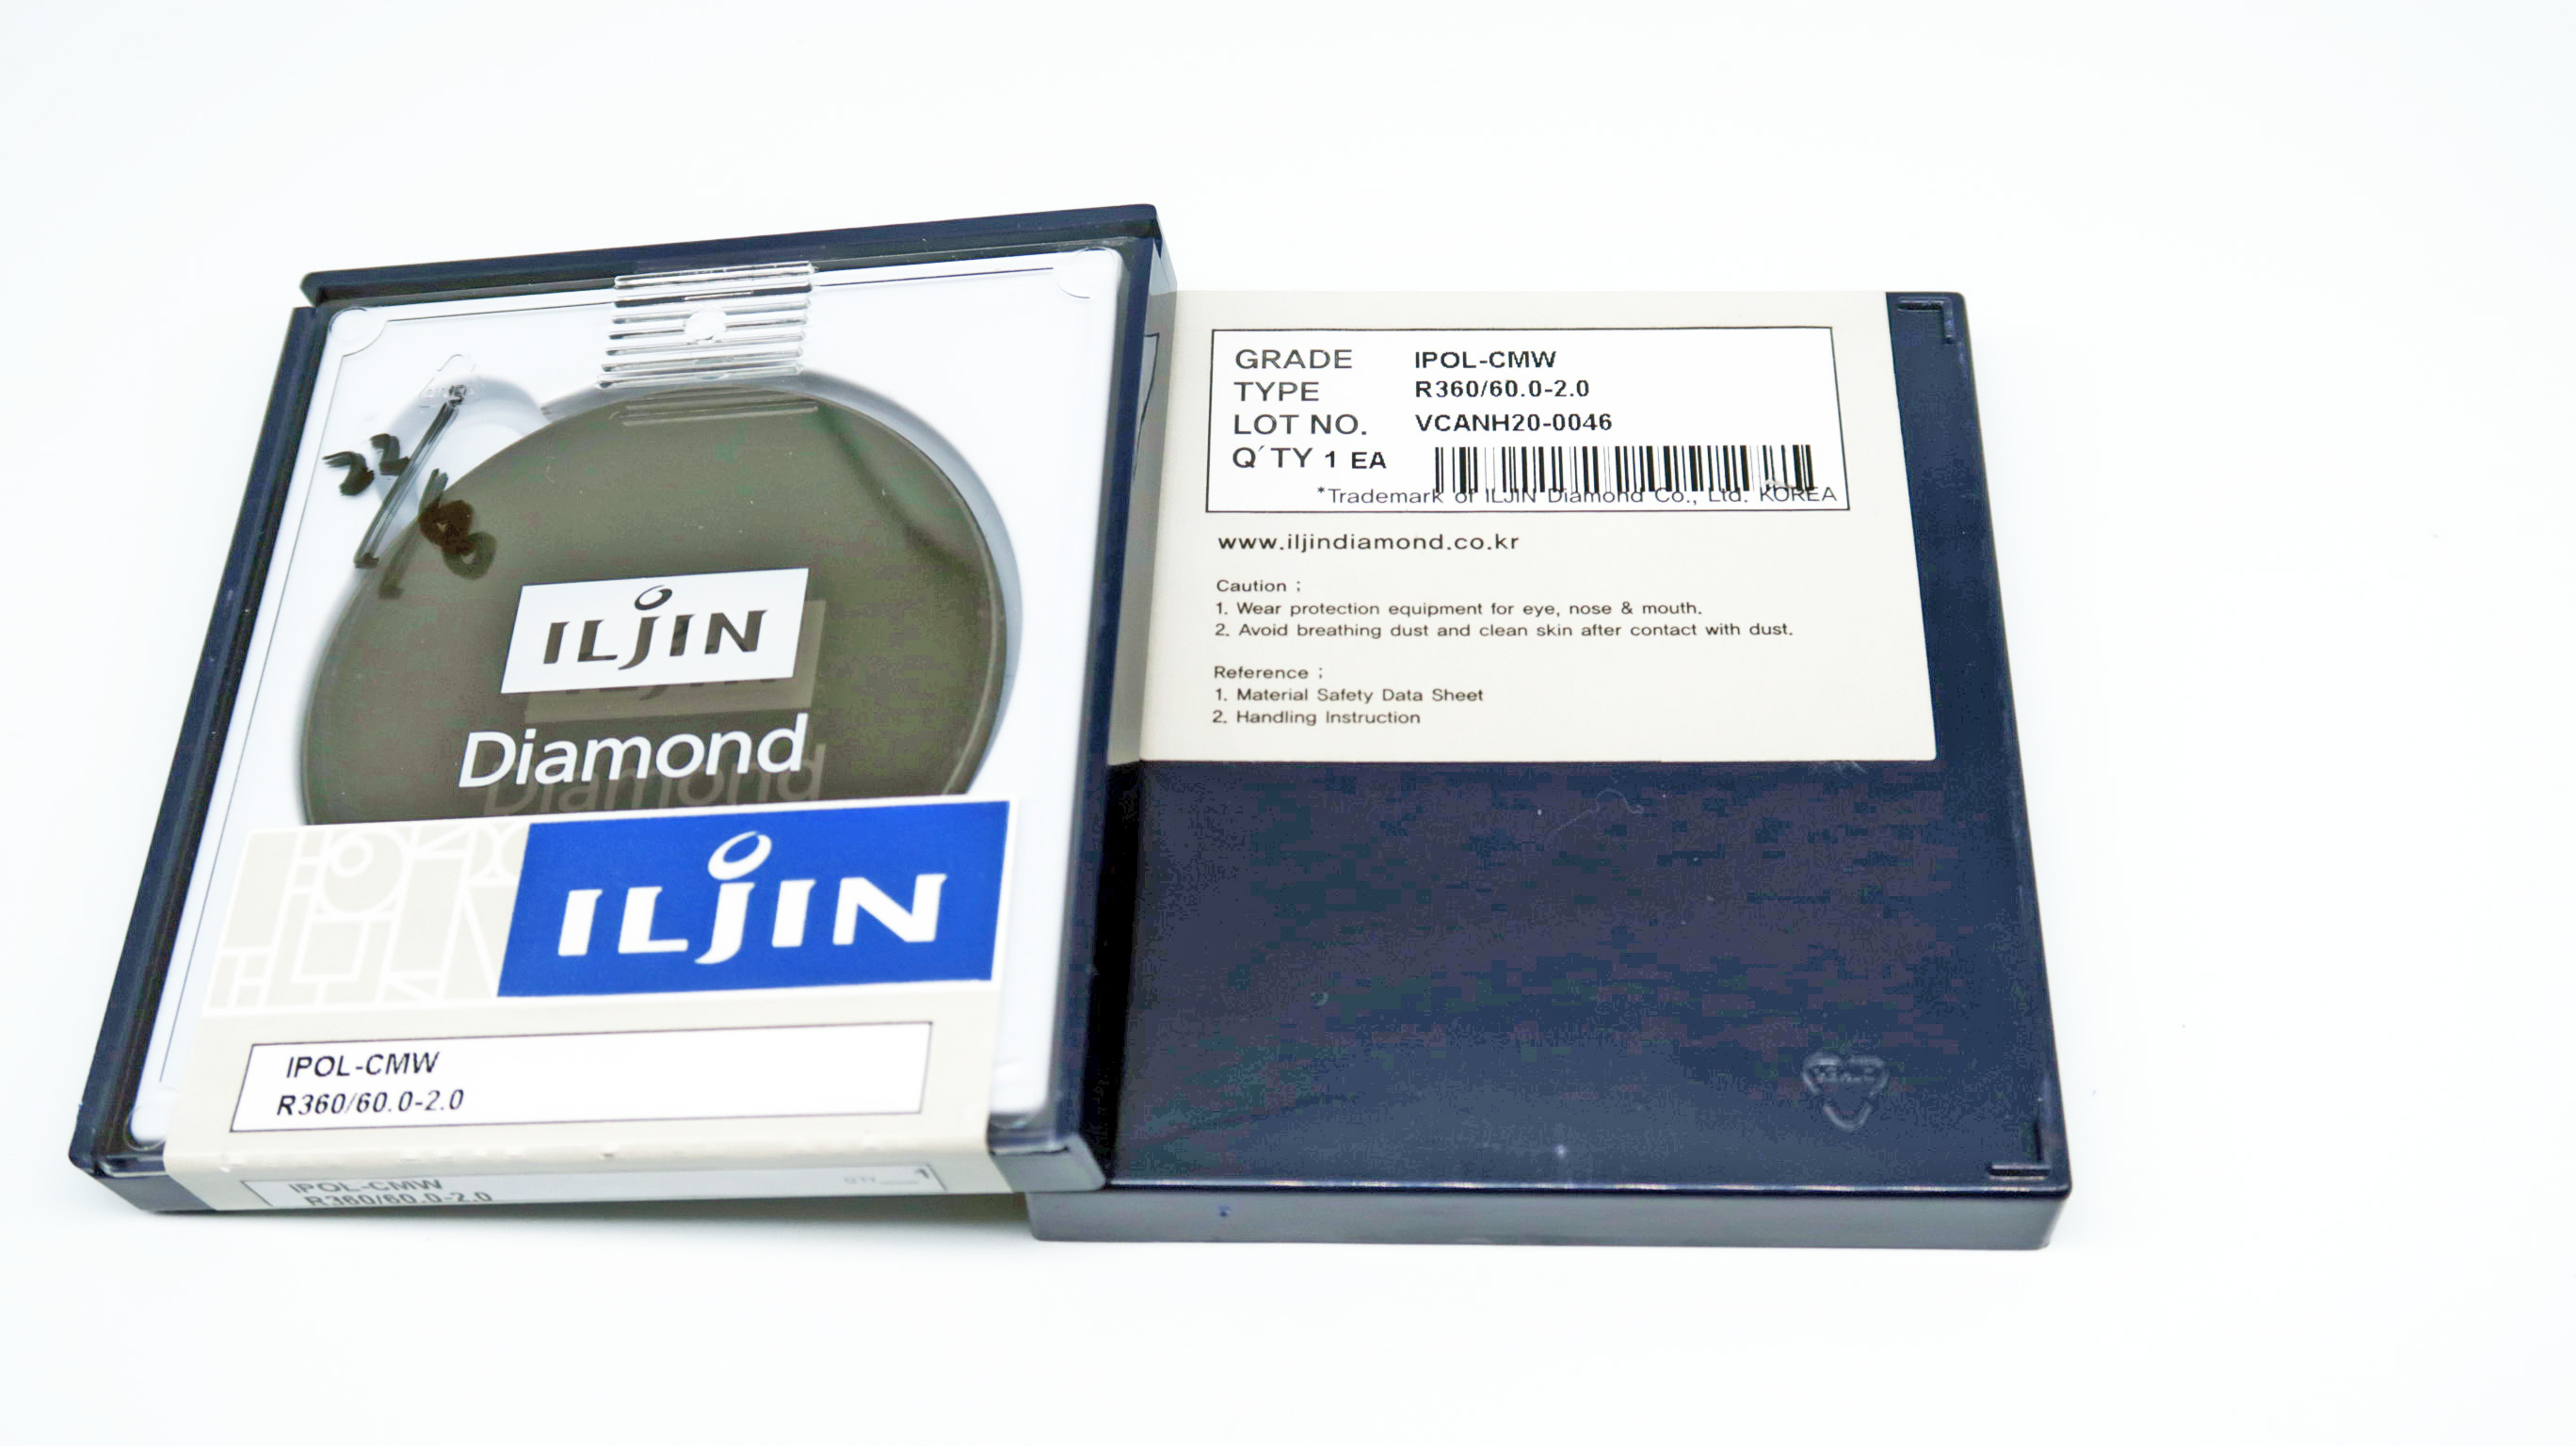 ILJIN
Diamond
ILJIN
IPOL-CMW
R360/60.0-2.0
IPOL-CMW
R360/60.0-2.0
Q'TY 1
GRADE IPOL-CMW
TYPE R360/60.0-2.0
LOT NO. VCANH20-0046
Q´TY 1 EA
*Trademark of ILJIN Diamond Co., Ltd. KOREA
www.iljindiamond.co.kr
Caution ;
1. Wear protection equipment for eye, nose & mouth.
2. Avoid breathing dust and clean skin after contact with dust.
Reference ;
1. Material Safety Data Sheet
2. Handling Instruction